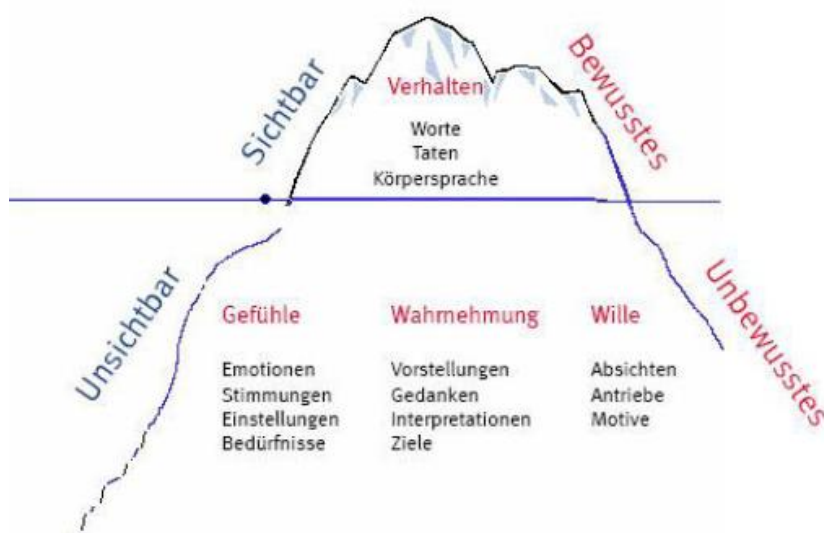 Sichtbar
Bewusstes
Verhalten
Worte
Taten
Körpersprache
Unsichtbar
Unbewusstes
Gefühle
Wahrnehmung
Wille
Emotionen
Vorstellungen
Absichten
Stimmungen
Gedanken
Antriebe
Einstellungen
Interpretationen
Motive
Bedürfnisse
Ziele